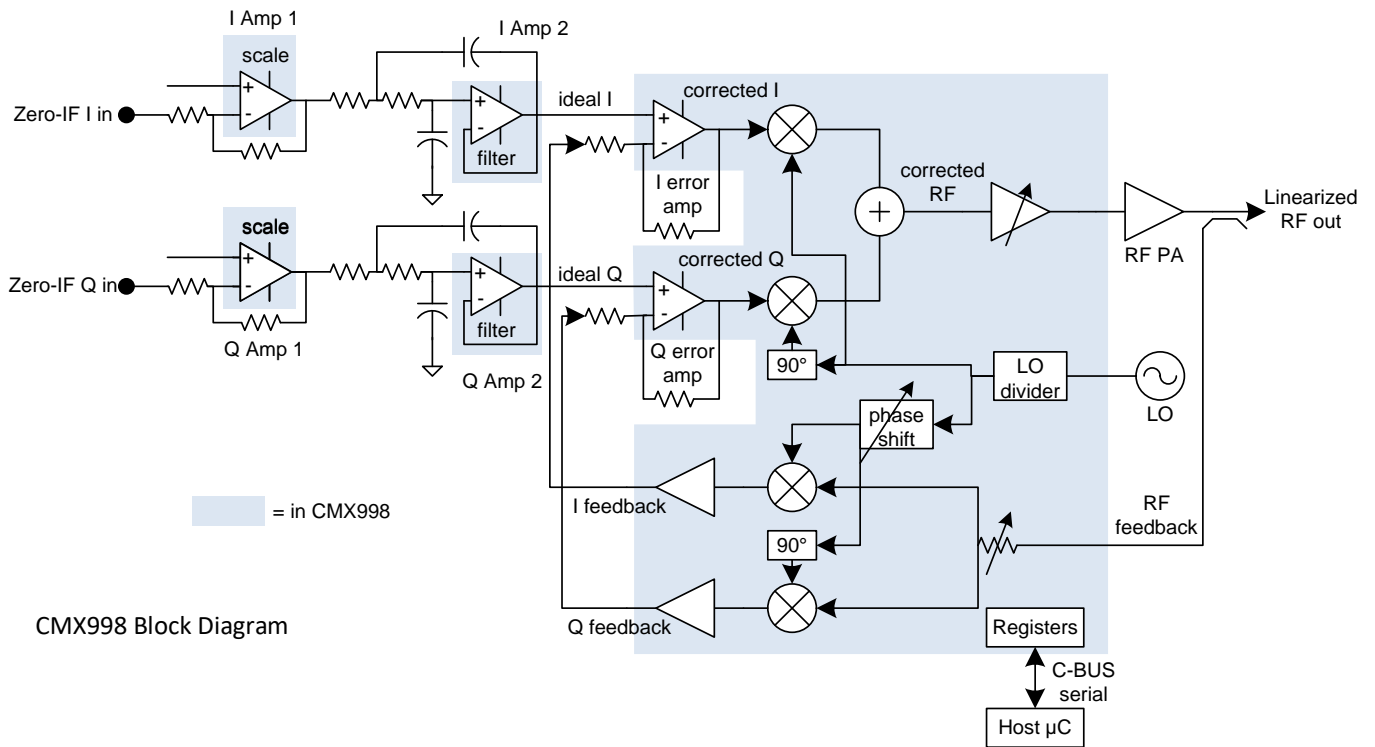 I Amp 1
I Amp 2
scale
+
-
Zero-IF I in
+
-
filter
ideal I
corrected I
+
-
I error
amp
corrected
RF
+
RF PA
Linearized
RF out
scale
+
-
Zero-IF Q in
Q Amp 1
+
-
filter
Q Amp 2
ideal Q
corrected Q
+
-
Q error
amp
90°
LO
divider
LO
phase
shift
I feedback
RF
feedback
= in CMX998
90°
Q feedback
CMX998 Block Diagram
Registers
C-BUS
serial
Host µC